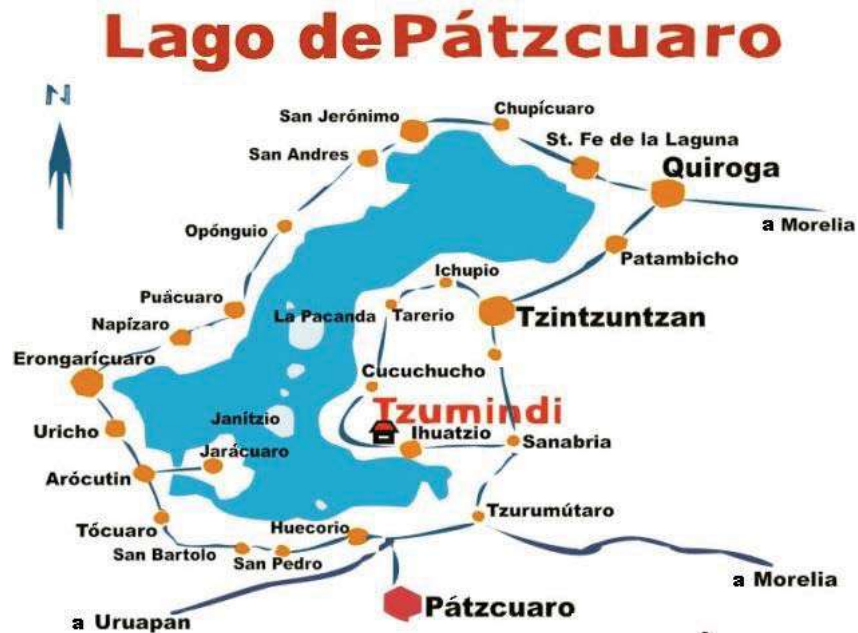 Lago de Pátzcuaro
N
San Jerónimo
Chupícuaro
St. Fe de la Laguna
San Andres
Quiroga
a Morelia
Opónguio
Patambicho
Ichupio
Puácuaro
La Pacanda
Tarerio
Tzintzuntzan
Napízaro
Erongarícuaro
Cucuchucho
Tzumindi
Janítzio
Uricho
Ihuatzio
Sanabria
Jarácuaro
Arócutin
Tzurumútaro
Tócuaro
Huecorio
San Bartolo
San Pedro
a Morelia
Pátzcuaro
a Uruapan